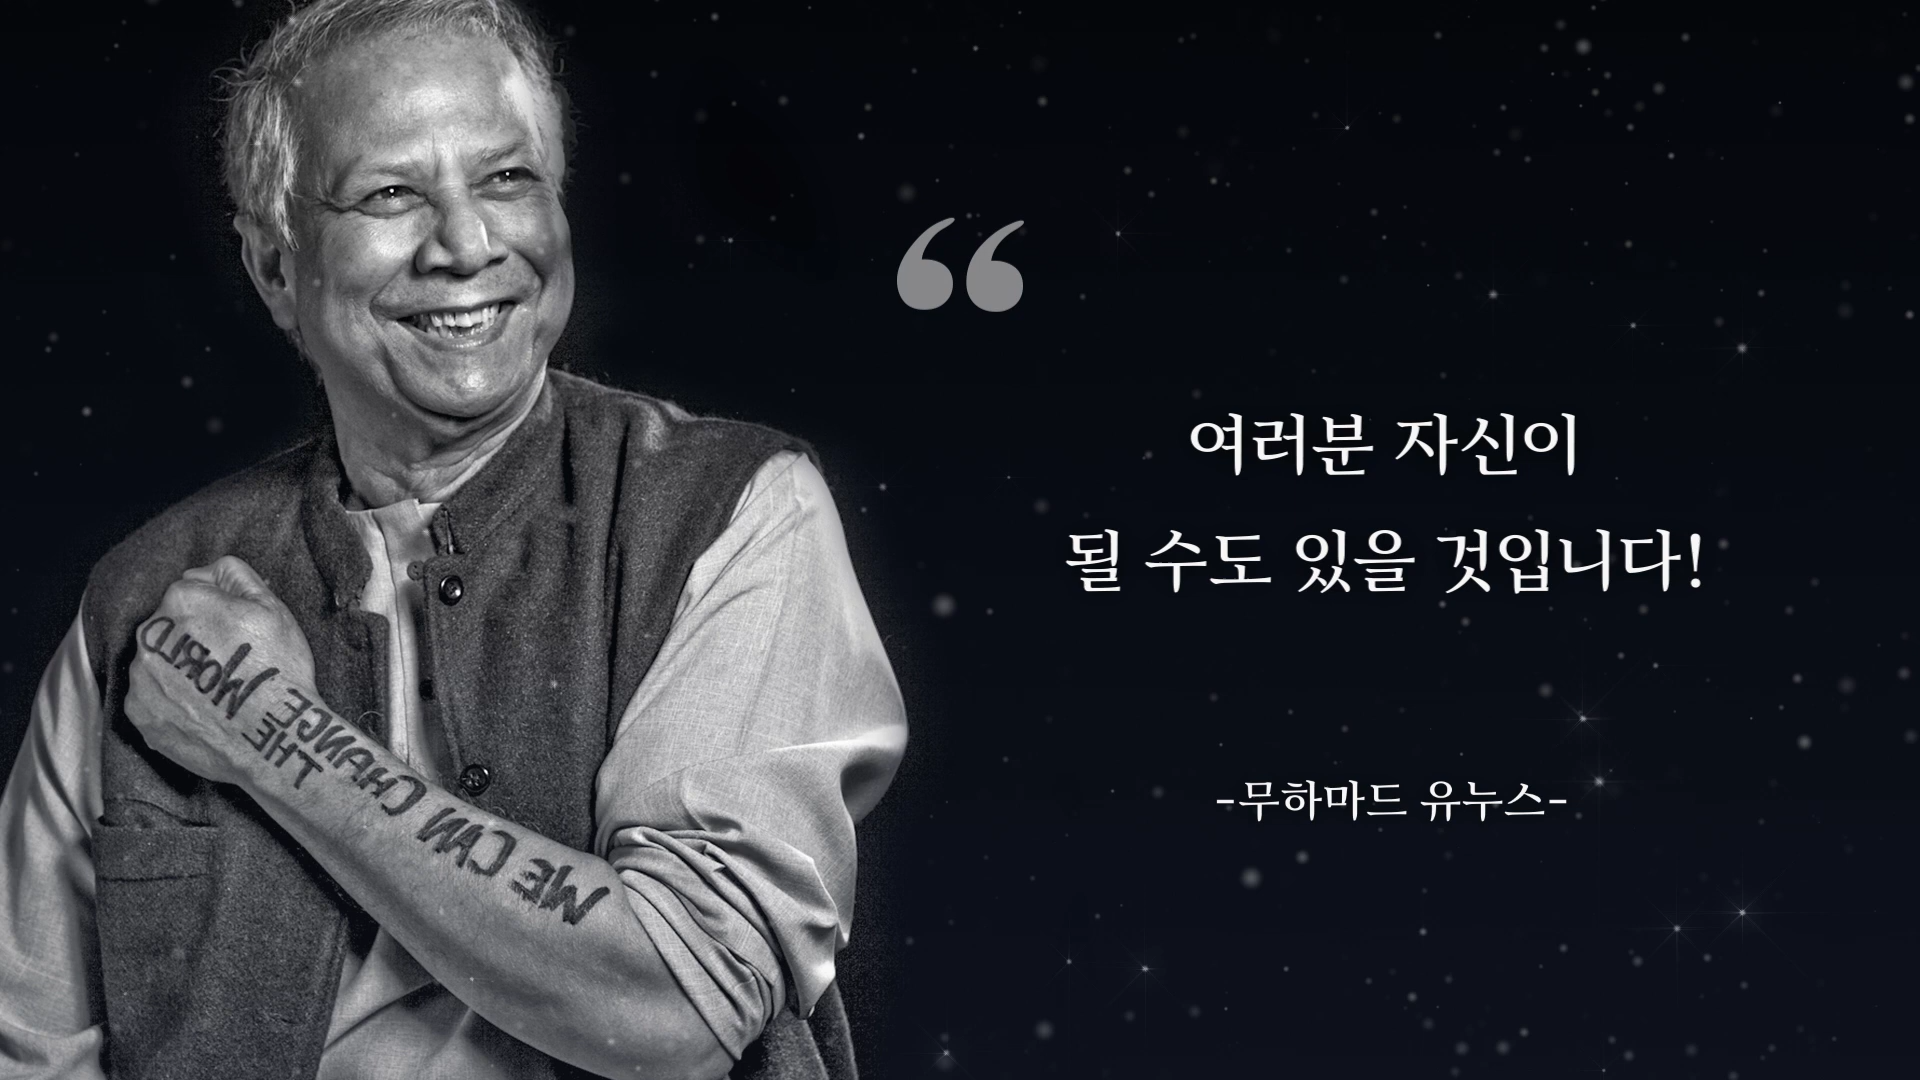 “
여러분 자신이
될 수도 있을 것입니다!
-무하마드 유누스-
WE CAN CHANGE
THE WORLD